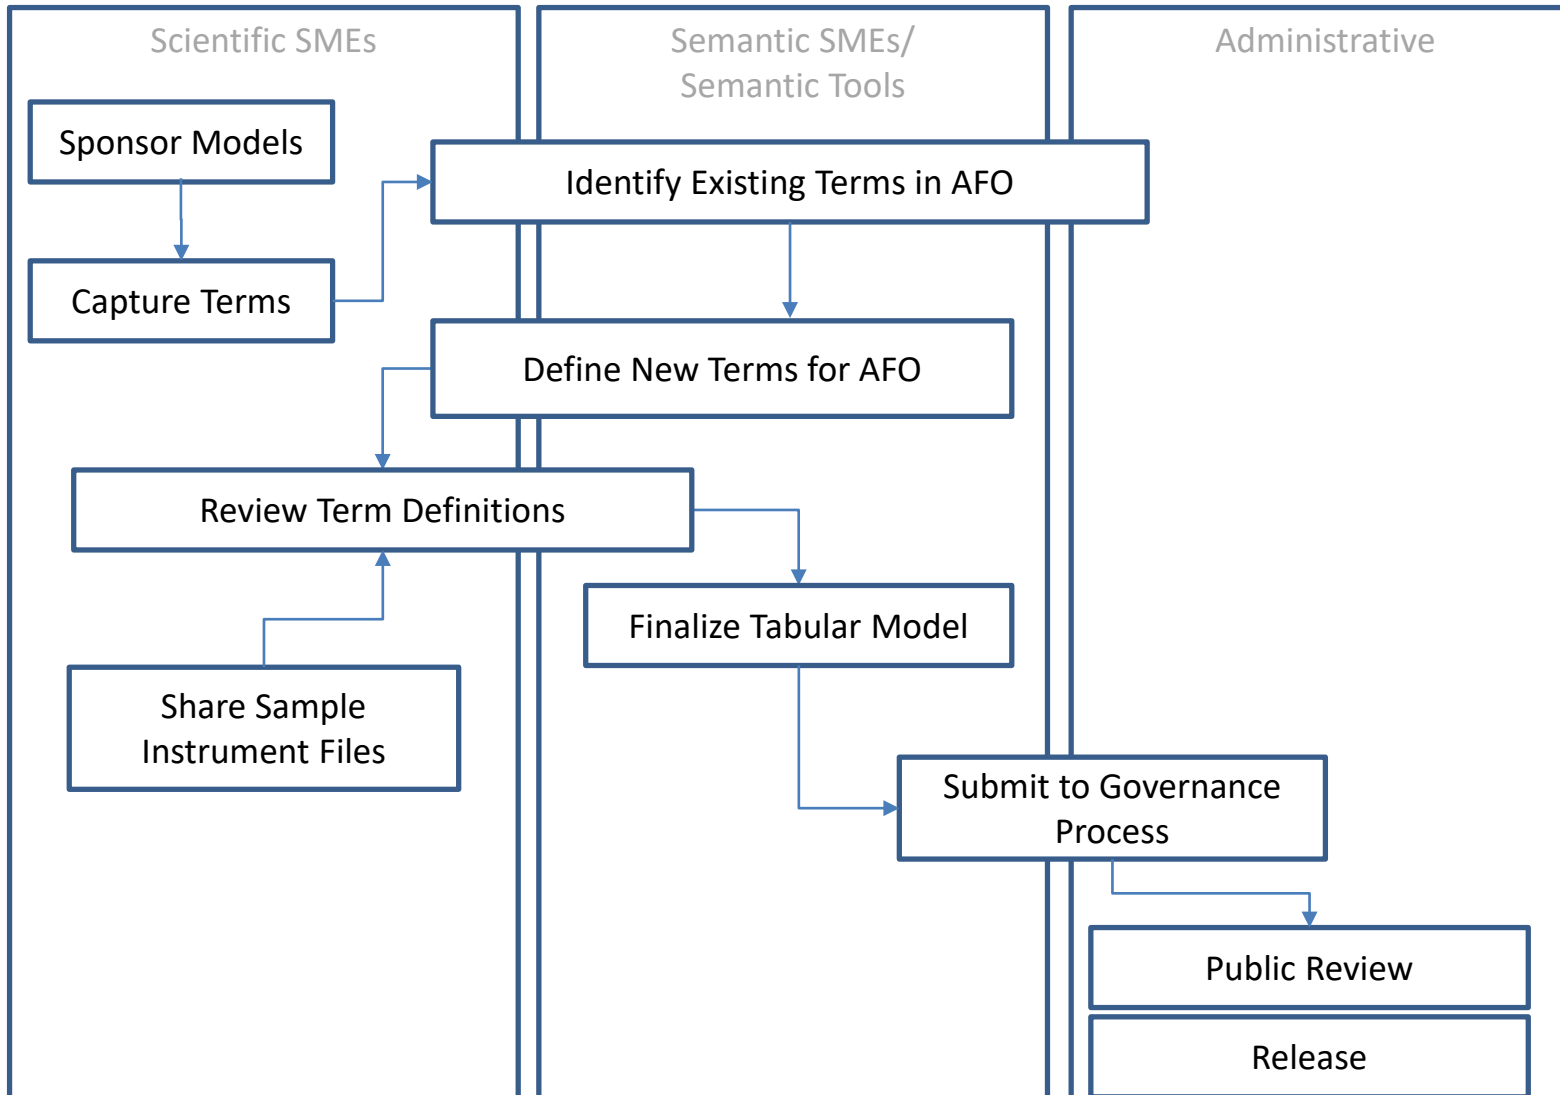 Scientific SMEs
Semantic SMEs/
Semantic Tools
Administrative
Sponsor Models
Identify Existing Terms in AFO
Capture Terms
Define New Terms for AFO
Review Term Definitions
Finalize Tabular Model
Share Sample
Instrument Files
Submit to Governance
Process
Public Review
Release